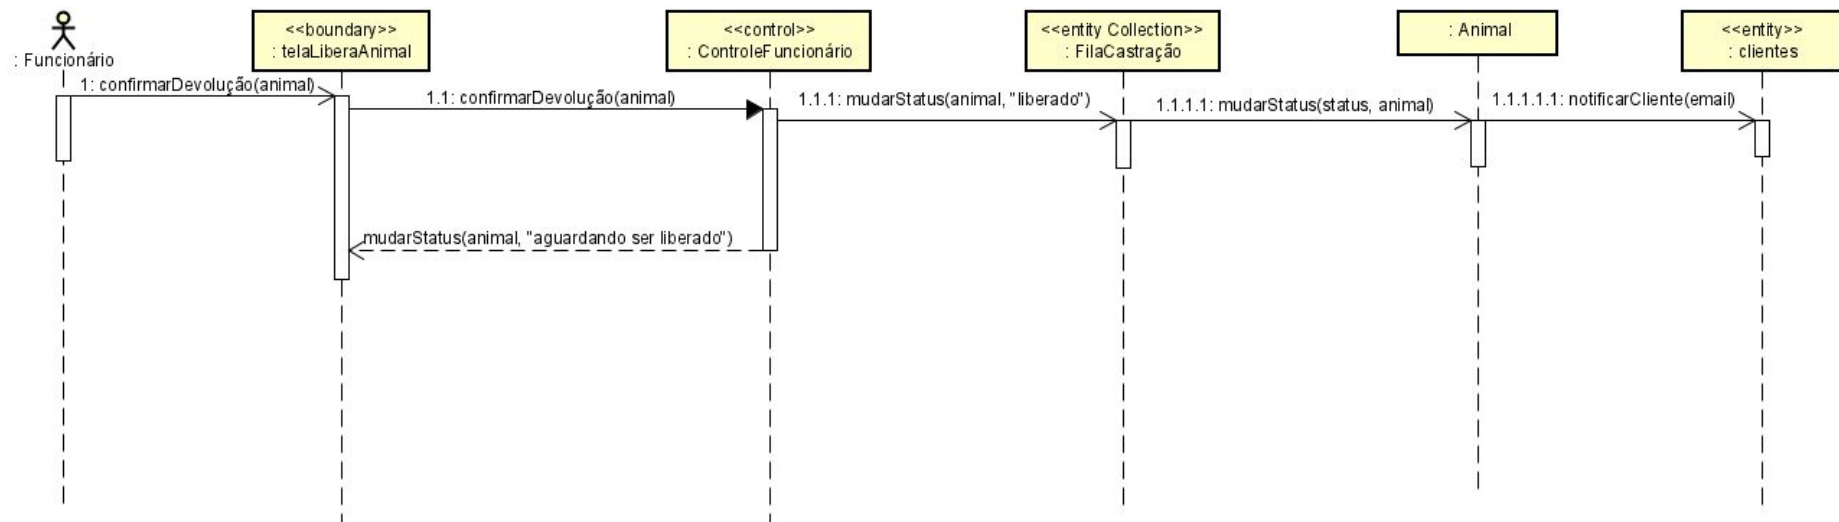 : Funcionário
<<boundary>>
: telaLiberaAnimal
<<control>>
: ControleFuncionário
<<entity Collection>>
: FilaCastração
: Animal
<<entity>>
: clientes
1: confirmarDevolução(animal)
1.1: confirmarDevolução(animal)
1.1.1: mudarStatus(animal, "liberado")
1.1.1.1: mudarStatus(status, animal)
1.1.1.1.1: notificarCliente(email)
mudarStatus(animal, "aguardando ser liberado")